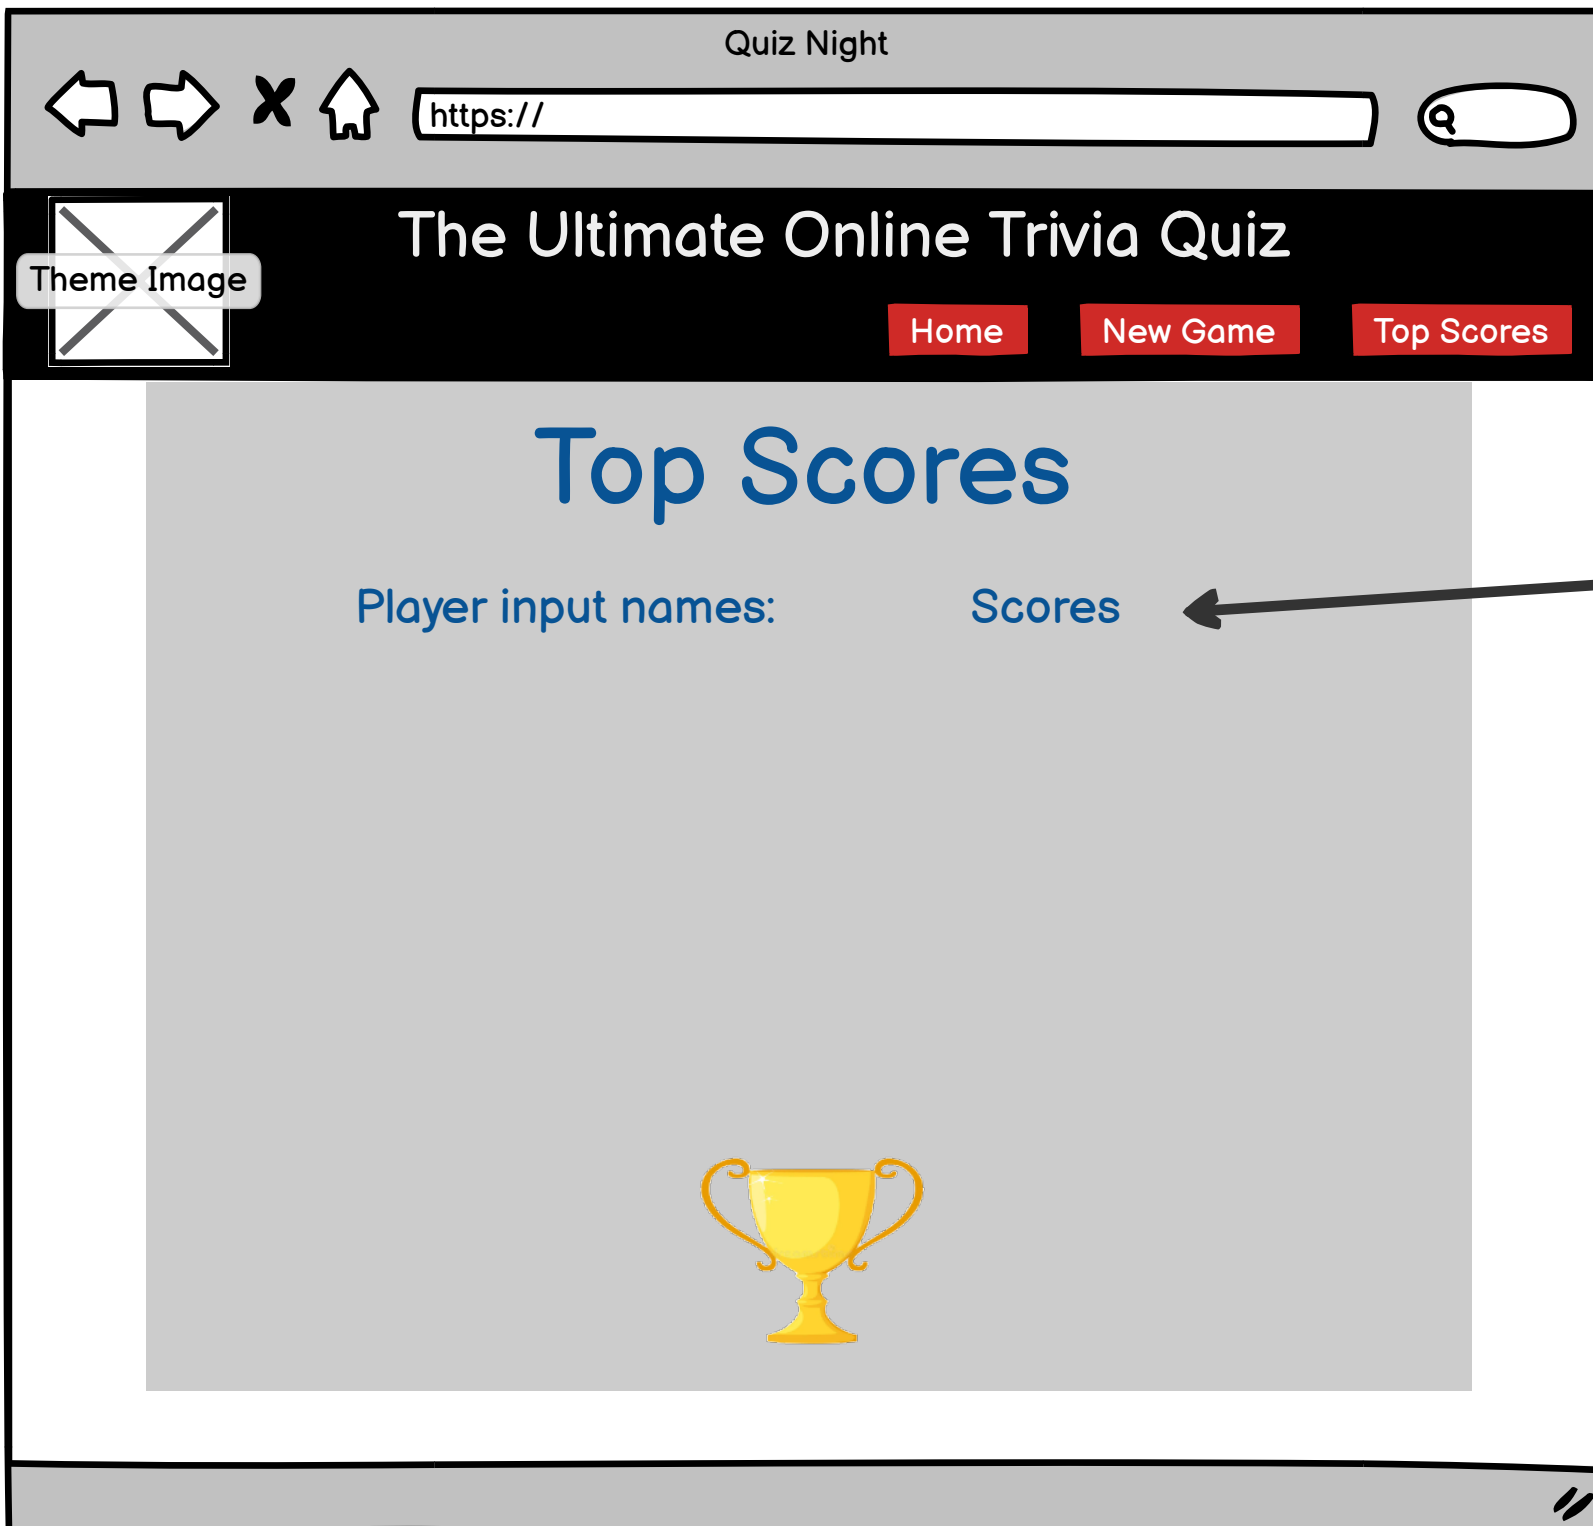 Quiz Night
https://
The Ultimate Online Trivia Quiz
Theme Image
Home New Game Top Scores
Top Scores
Player input names: Scores